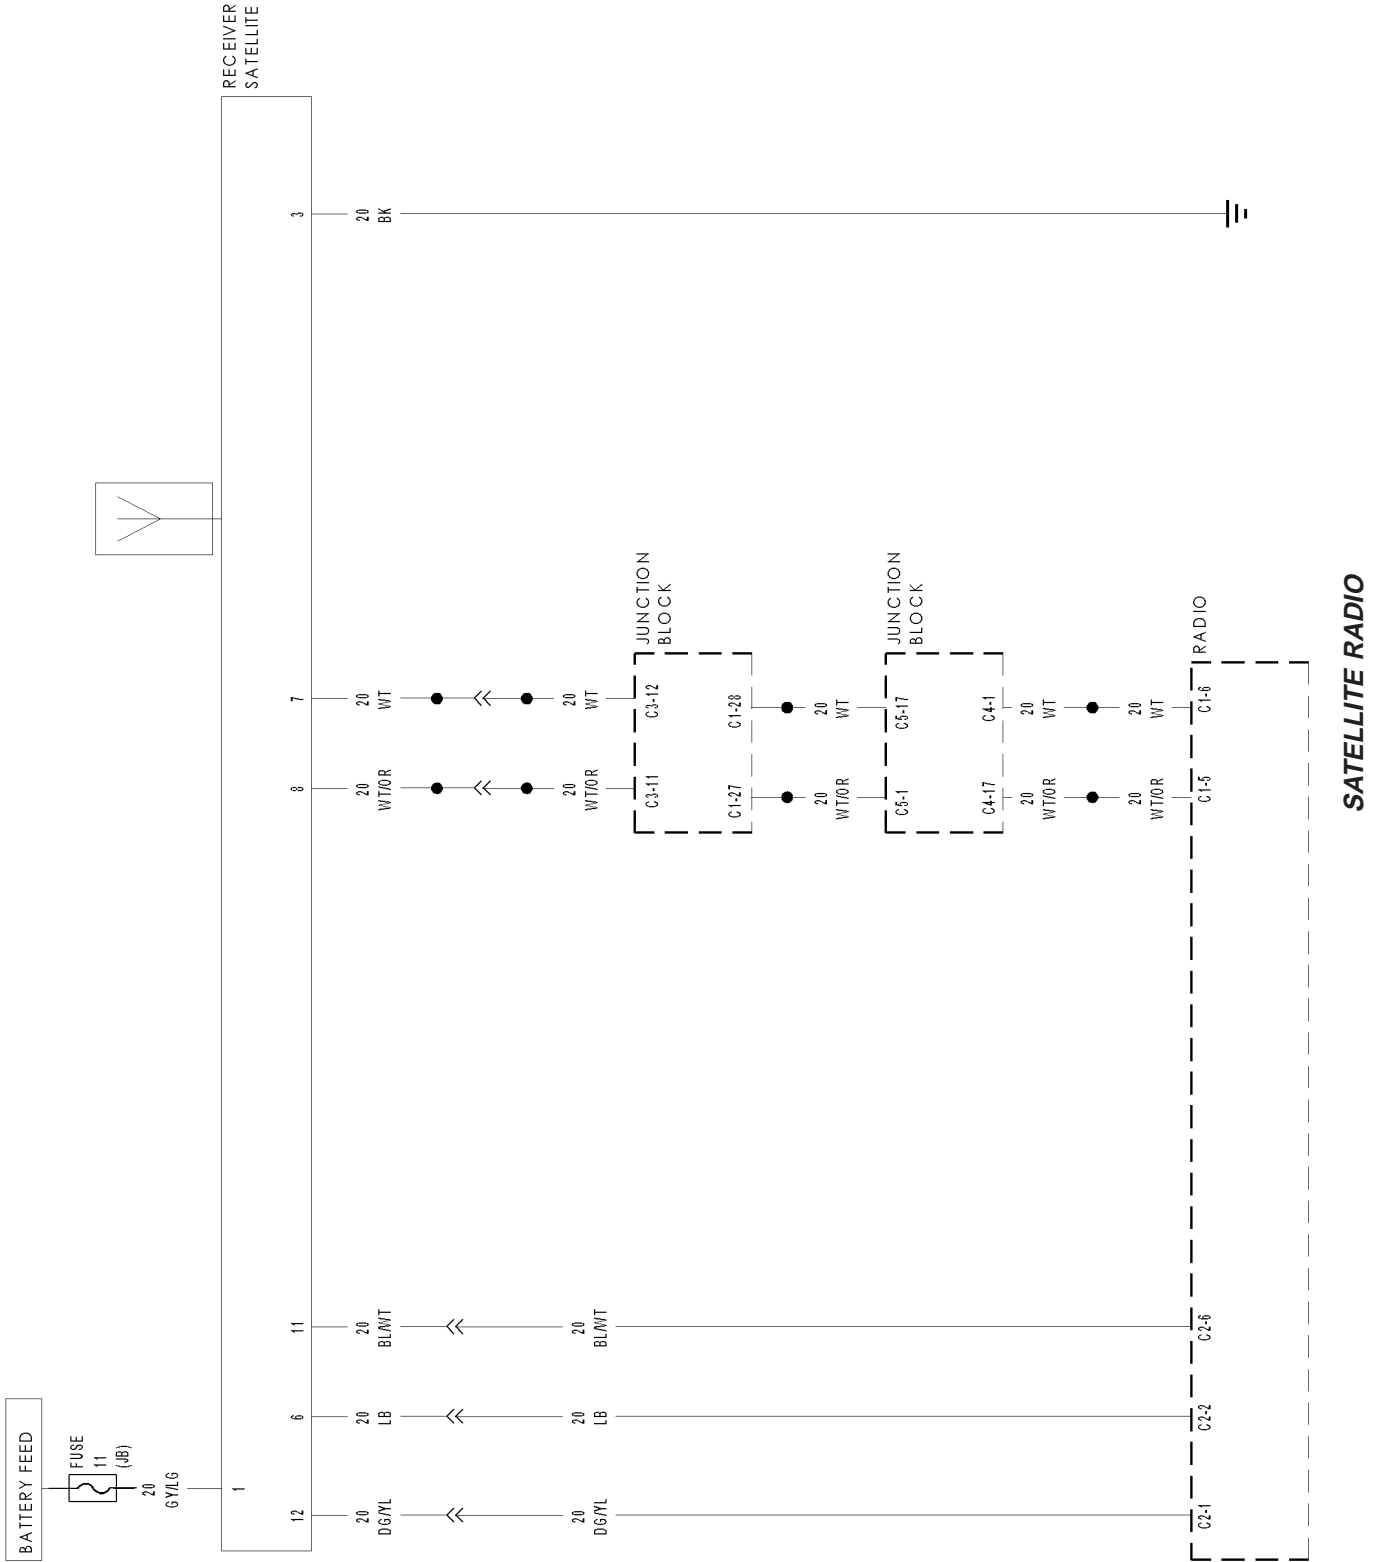 BATTERY FEED
FUSE
11
(JB)
20
GY/LG
RECEIVER
SATELLITE
1
12 6 11 8 7 3
20 20 20 20 20 20
DG/YL LB BL/WT WT/OR WT BK
20 20 20 20 20
DG/YL LB BL/WT WT/OR WT
JUNCTION
BLOCK
C3-11 C3-12
C1-27 C1-28
20 20
WT/OR WT
JUNCTION
BLOCK
C5-1 C5-17
C4-17 C4-1
20 20
WT/OR WT
20 20
WT/OR WT
RADIO
C2-1 C2-2 C2-6 C1-5 C1-6
SATELLITE RADIO